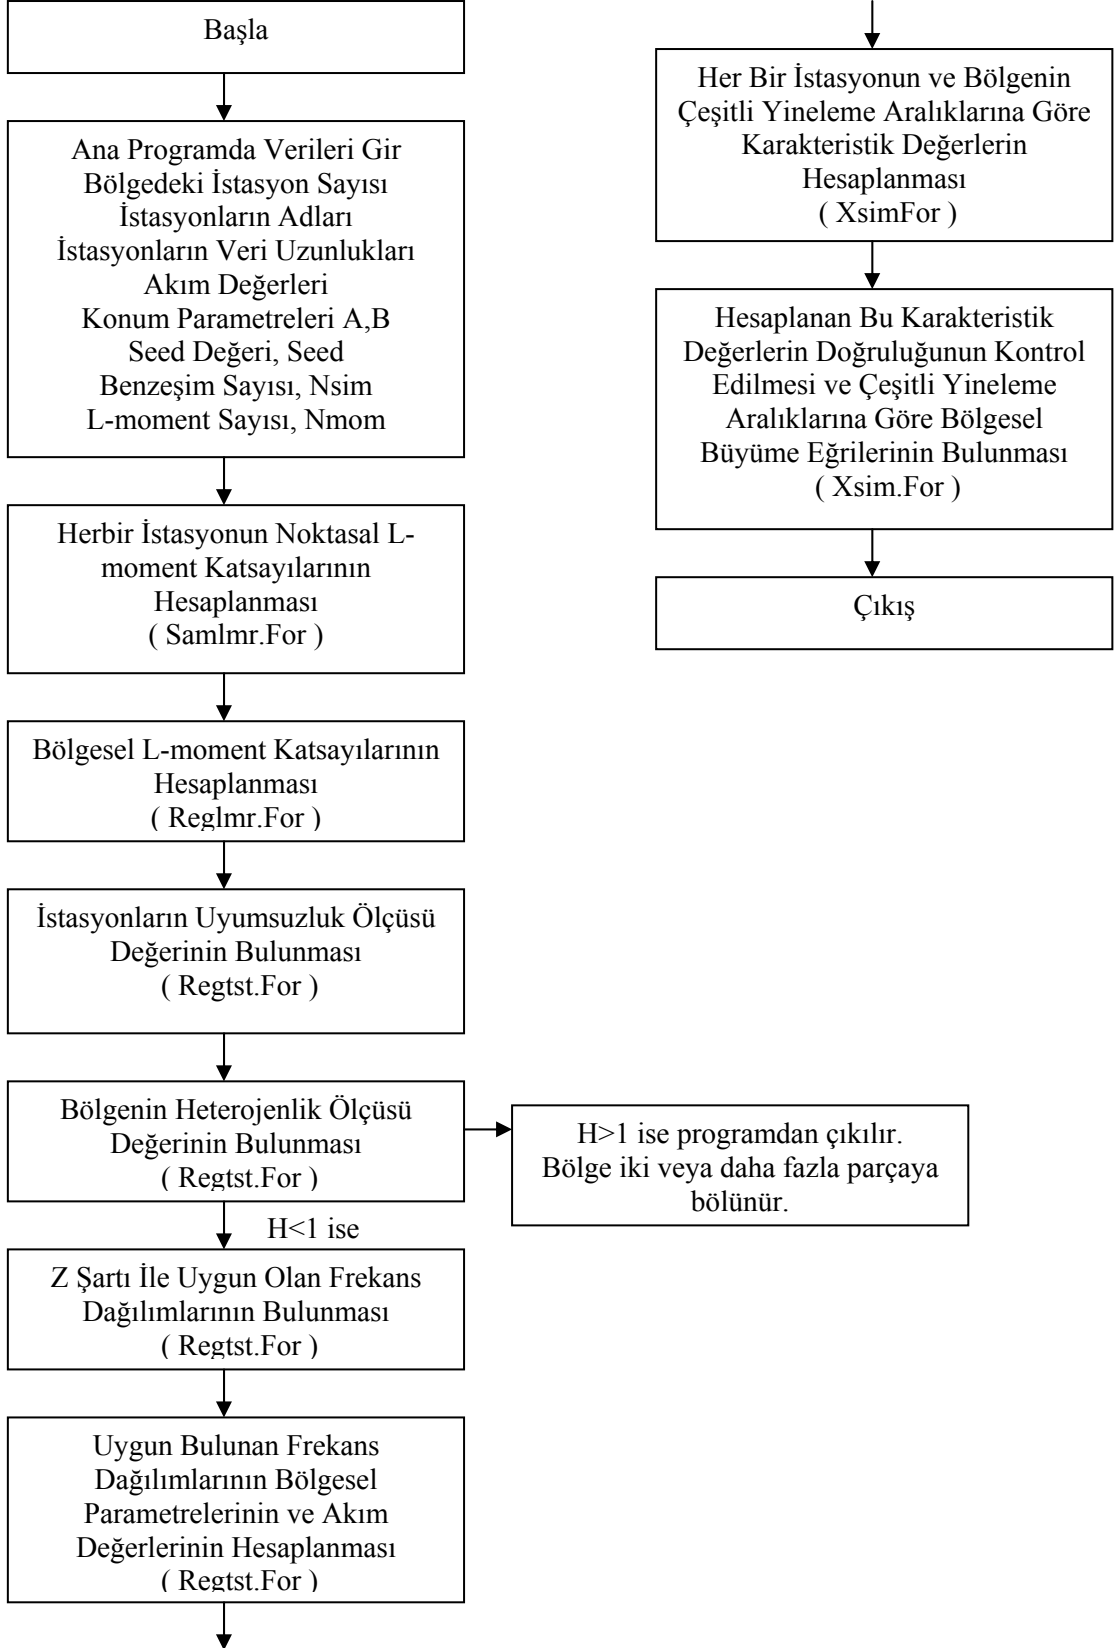 Başla
Ana Programda Verileri Gir
Bölgedeki İstasyon Sayısı
İstasyonların Adları
İstasyonların Veri Uzunlukları
Akım Değerleri
Konum Parametreleri A,B
Seed Değeri, Seed
Benzeşim Sayısı, Nsim
L-moment Sayısı, Nmom
Herbir İstasyonun Noktasal L-
moment Katsayılarının
Hesaplanması
( Samlmr.For )
Bölgesel L-moment Katsayılarının
Hesaplanması
( Reglmr.For )
İstasyonların Uyumsuzluk Ölçüsü
Değerinin Bulunması
( Regtst.For )
Bölgenin Heterojenlik Ölçüsü
Değerinin Bulunması
( Regtst.For )
H>1 ise programdan çıkılır.
Bölge iki veya daha fazla parçaya
bölünür.
H<1 ise
Z Şartı İle Uygun Olan Frekans
Dağılımlarının Bulunması
( Regtst.For )
Uygun Bulunan Frekans
Dağılımlarının Bölgesel
Parametrelerinin ve Akım
Değerlerinin Hesaplanması
( Regtst.For )
Her Bir İstasyonun ve Bölgenin
Çeşitli Yineleme Aralıklarına Göre
Karakteristik Değerlerin
Hesaplanması
( XsimFor )
Hesaplanan Bu Karakteristik
Değerlerin Doğruluğunun Kontrol
Edilmesi ve Çeşitli Yineleme
Aralıklarına Göre Bölgesel
Büyüme Eğrilerinin Bulunması
( Xsim.For )
Çıkış